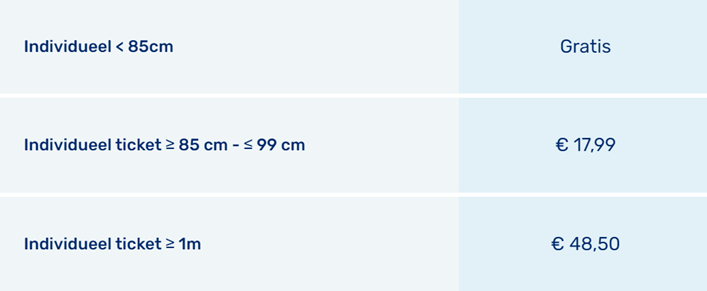 Individueel < 85cm
Gratis
Individueel ticket ≥ 85 cm - ≤ 99 cm
€ 17,99
Individueel ticket ≥ 1m
€ 48,50